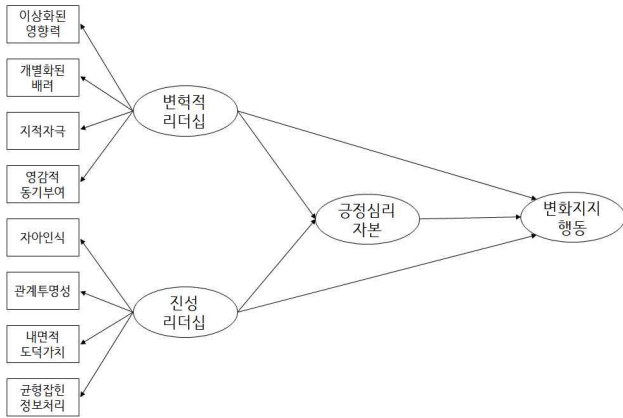 이상화된
영향력
개별화된
배려
지적자극
영감적
동기부여
자아인식
관계투명성
내면적
도덕가치
균형잡힌
정보처리
변혁적
리더십
진성
리더십
긍정심리
자본
변화지지
행동